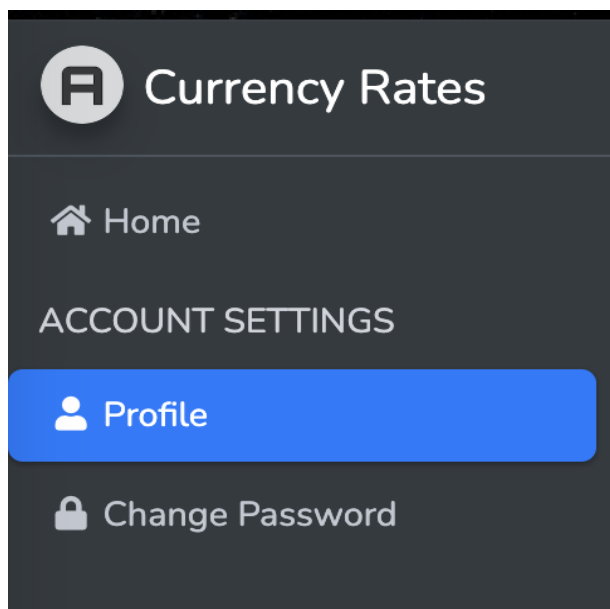 Currency Rates
Home
ACCOUNT SETTINGS
Profile
Change Password